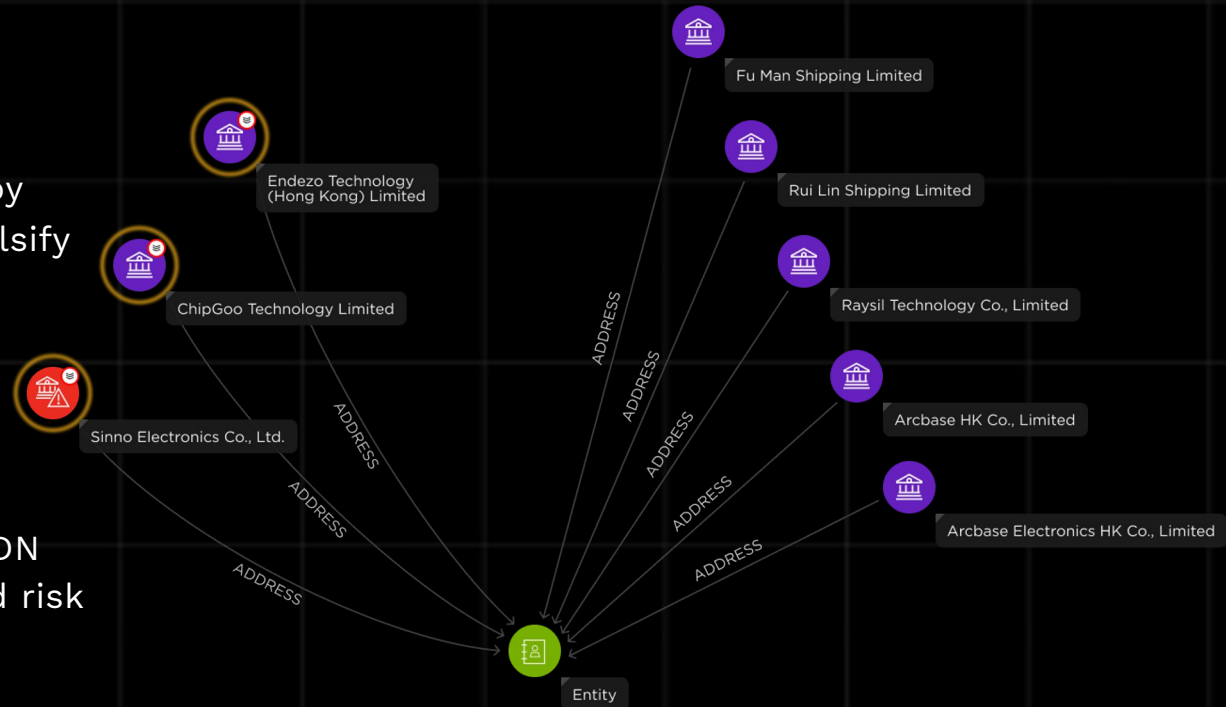 Fu Man Shipping Limited
Rui Lin Shipping Limited
Endezo Technology
(Hong Kong) Limited
ChipGoo Technology Limited
Raysil Technology Co., Limited
Sinno Electronics Co., Ltd.
Arcbase HK Co., Limited
Arcbase Electronics HK Co., Limited
ADDRESS
ADDRESS
ADDRESS
ADDRESS
ADDRESS
ADDRESS
ADDRESS
ADDRESS
risk
Entity